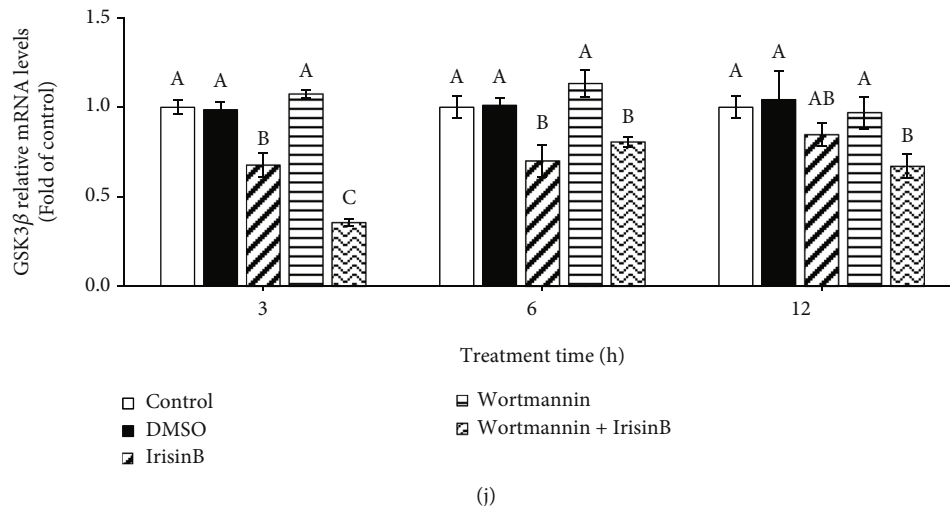 GSK3β relative mRNA levels
(Fold of control)
1.5
1.0
0.5
0.0
A
A
B
A
C
A
A
B
A
B
A
A
AB
A
B
3
6
12
Treatment time (h)
Control
DMSO
IrisinB
Wortmannin
Wortmannin + IrisinB
(j)